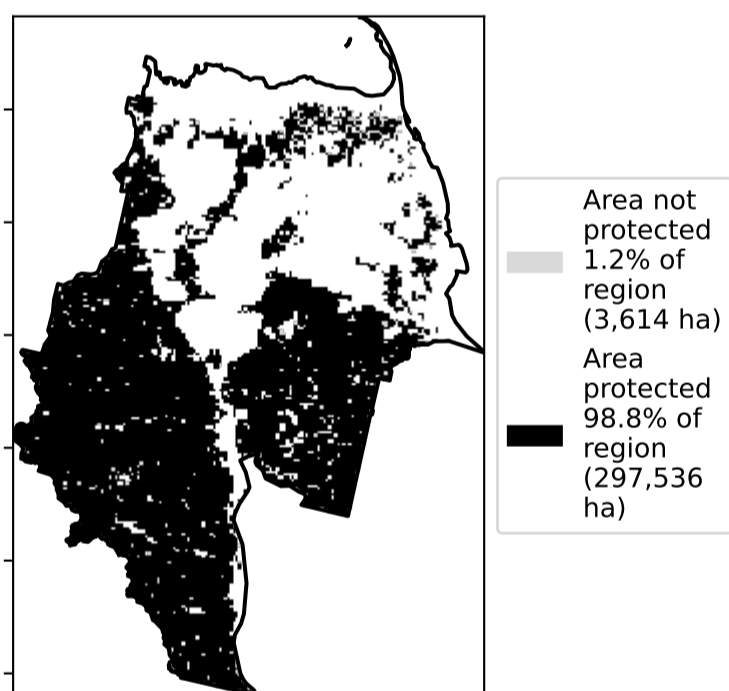 Area not
protected
1.2% of
region
(3,614 ha)
Area
protected
98.8% of
region
(297,536
ha)